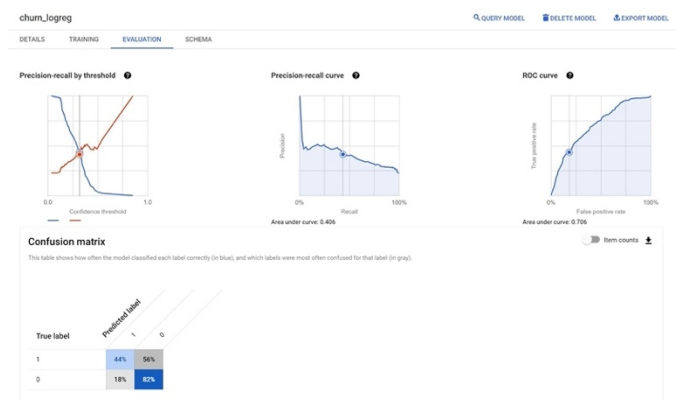 churn_logreg
QUERY MODEL DELETE MODEL EXPORT MODEL
DETAILS TRAINING EVALUATION SCHEMA
Precision-recall by threshold ? Precision-recall curve ? ROC curve ?
Precision
True positive rate
0.0 1.0 0% 100% 0% 100%
Confidence threshold Recall False positive rate
Area under curve: 0.406 Area under curve: 0.706
Confusion matrix Item counts
This table shows how often the model classified each label correctly (in blue), and which labels were most often confused for that label (in gray).
Predicted label
True label 1 0
1 44% 56%
0 18% 82%